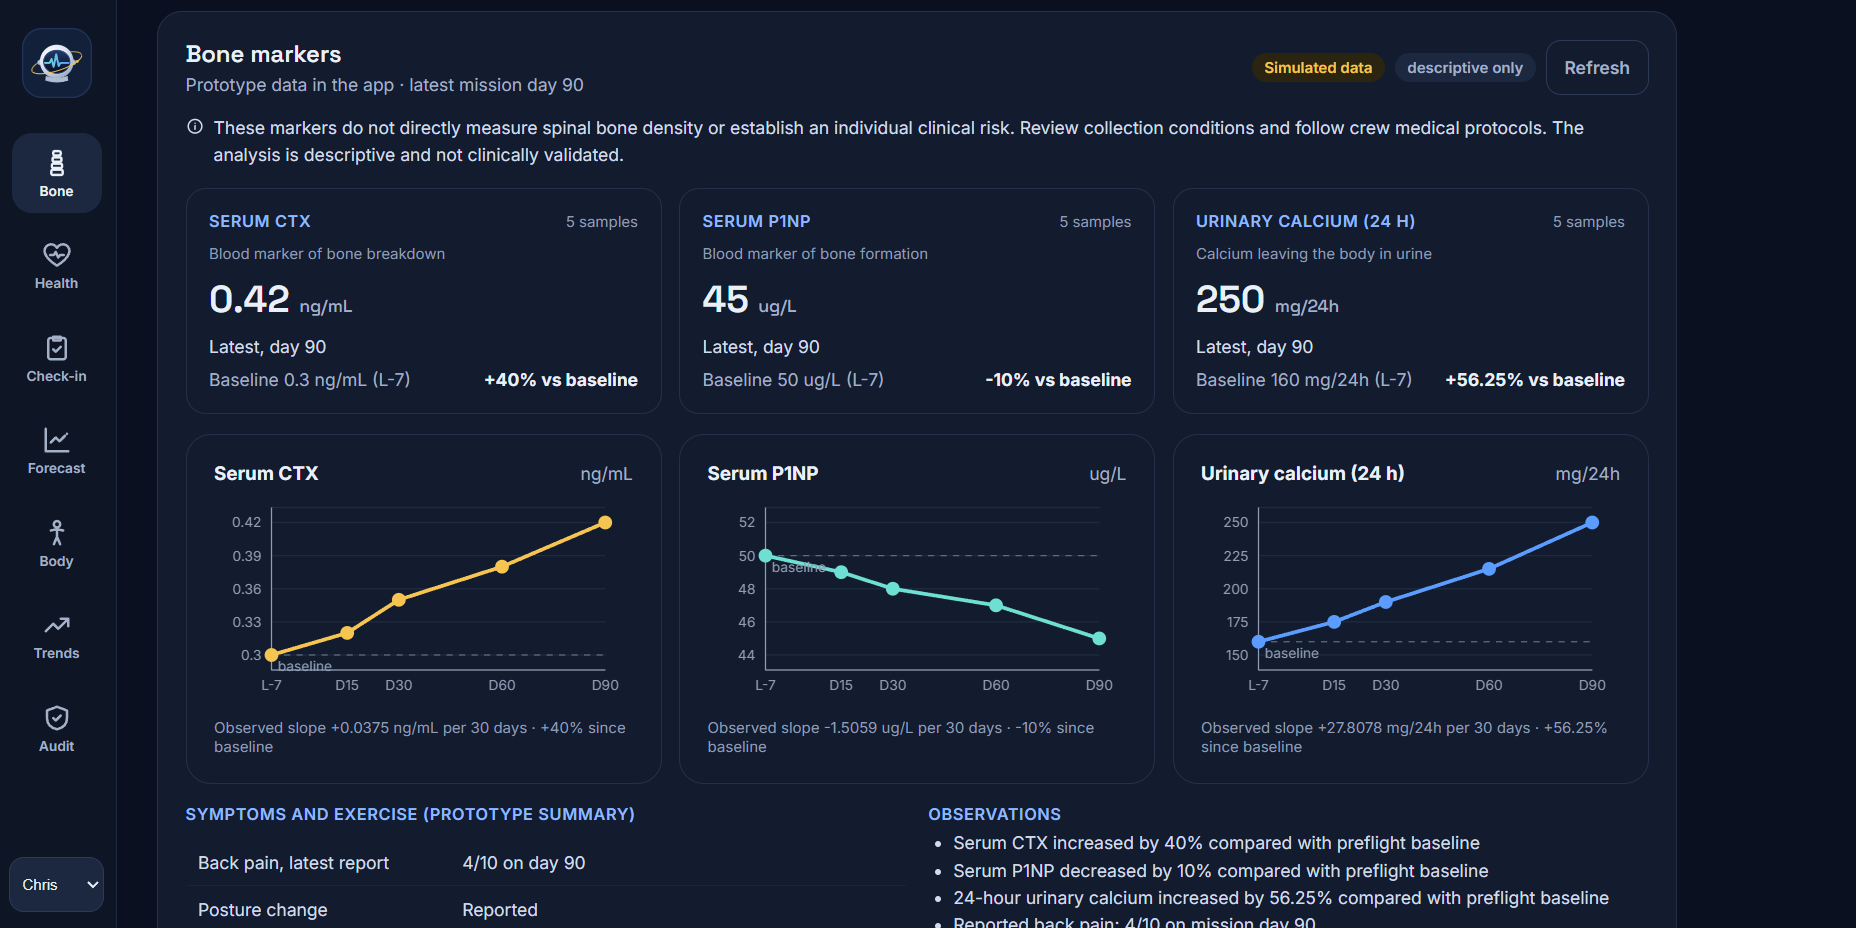 Bone
Health
Check-in
Forecast
Body
Trends
Audit
Chris
Bone markers
Prototype data in the app · latest mission day 90
Simulated data
descriptive only
Refresh
These markers do not directly measure spinal bone density or establish an individual clinical risk. Review collection conditions and follow crew medical protocols. The
analysis is descriptive and not clinically validated.
SERUM CTX
5 samples
Blood marker of bone breakdown
0.42 ng/mL
Latest, day 90
Baseline 0.3 ng/mL (L-7)
+40% vs baseline
SERUM P1NP
5 samples
Blood marker of bone formation
45 ug/L
Latest, day 90
Baseline 50 ug/L (L-7)
-10% vs baseline
URINARY CALCIUM (24 H)
5 samples
Calcium leaving the body in urine
250 mg/24h
Latest, day 90
Baseline 160 mg/24h (L-7)
+56.25% vs baseline
Serum CTX
ng/mL
0.42
0.39
0.36
0.33
0.3
baseline
L-7 D15 D30 D60 D90
Observed slope +0.0375 ng/mL per 30 days · +40% since
baseline
Serum P1NP
ug/L
52
50
48
46
44
baseline
L-7 D15 D30 D60 D90
Observed slope -1.5059 ug/L per 30 days · -10% since
baseline
Urinary calcium (24 h)
mg/24h
250
225
200
175
150
baseline
L-7 D15 D30 D60 D90
Observed slope +27.8078 mg/24h per 30 days · +56.25%
since baseline
SYMPTOMS AND EXERCISE (PROTOTYPE SUMMARY)
Back pain, latest report 4/10 on day 90
Posture change Reported
OBSERVATIONS
• Serum CTX increased by 40% compared with preflight baseline
• Serum P1NP decreased by 10% compared with preflight baseline
• 24-hour urinary calcium increased by 56.25% compared with preflight baseline
• Reported back pain: 4/10 on mission day 90